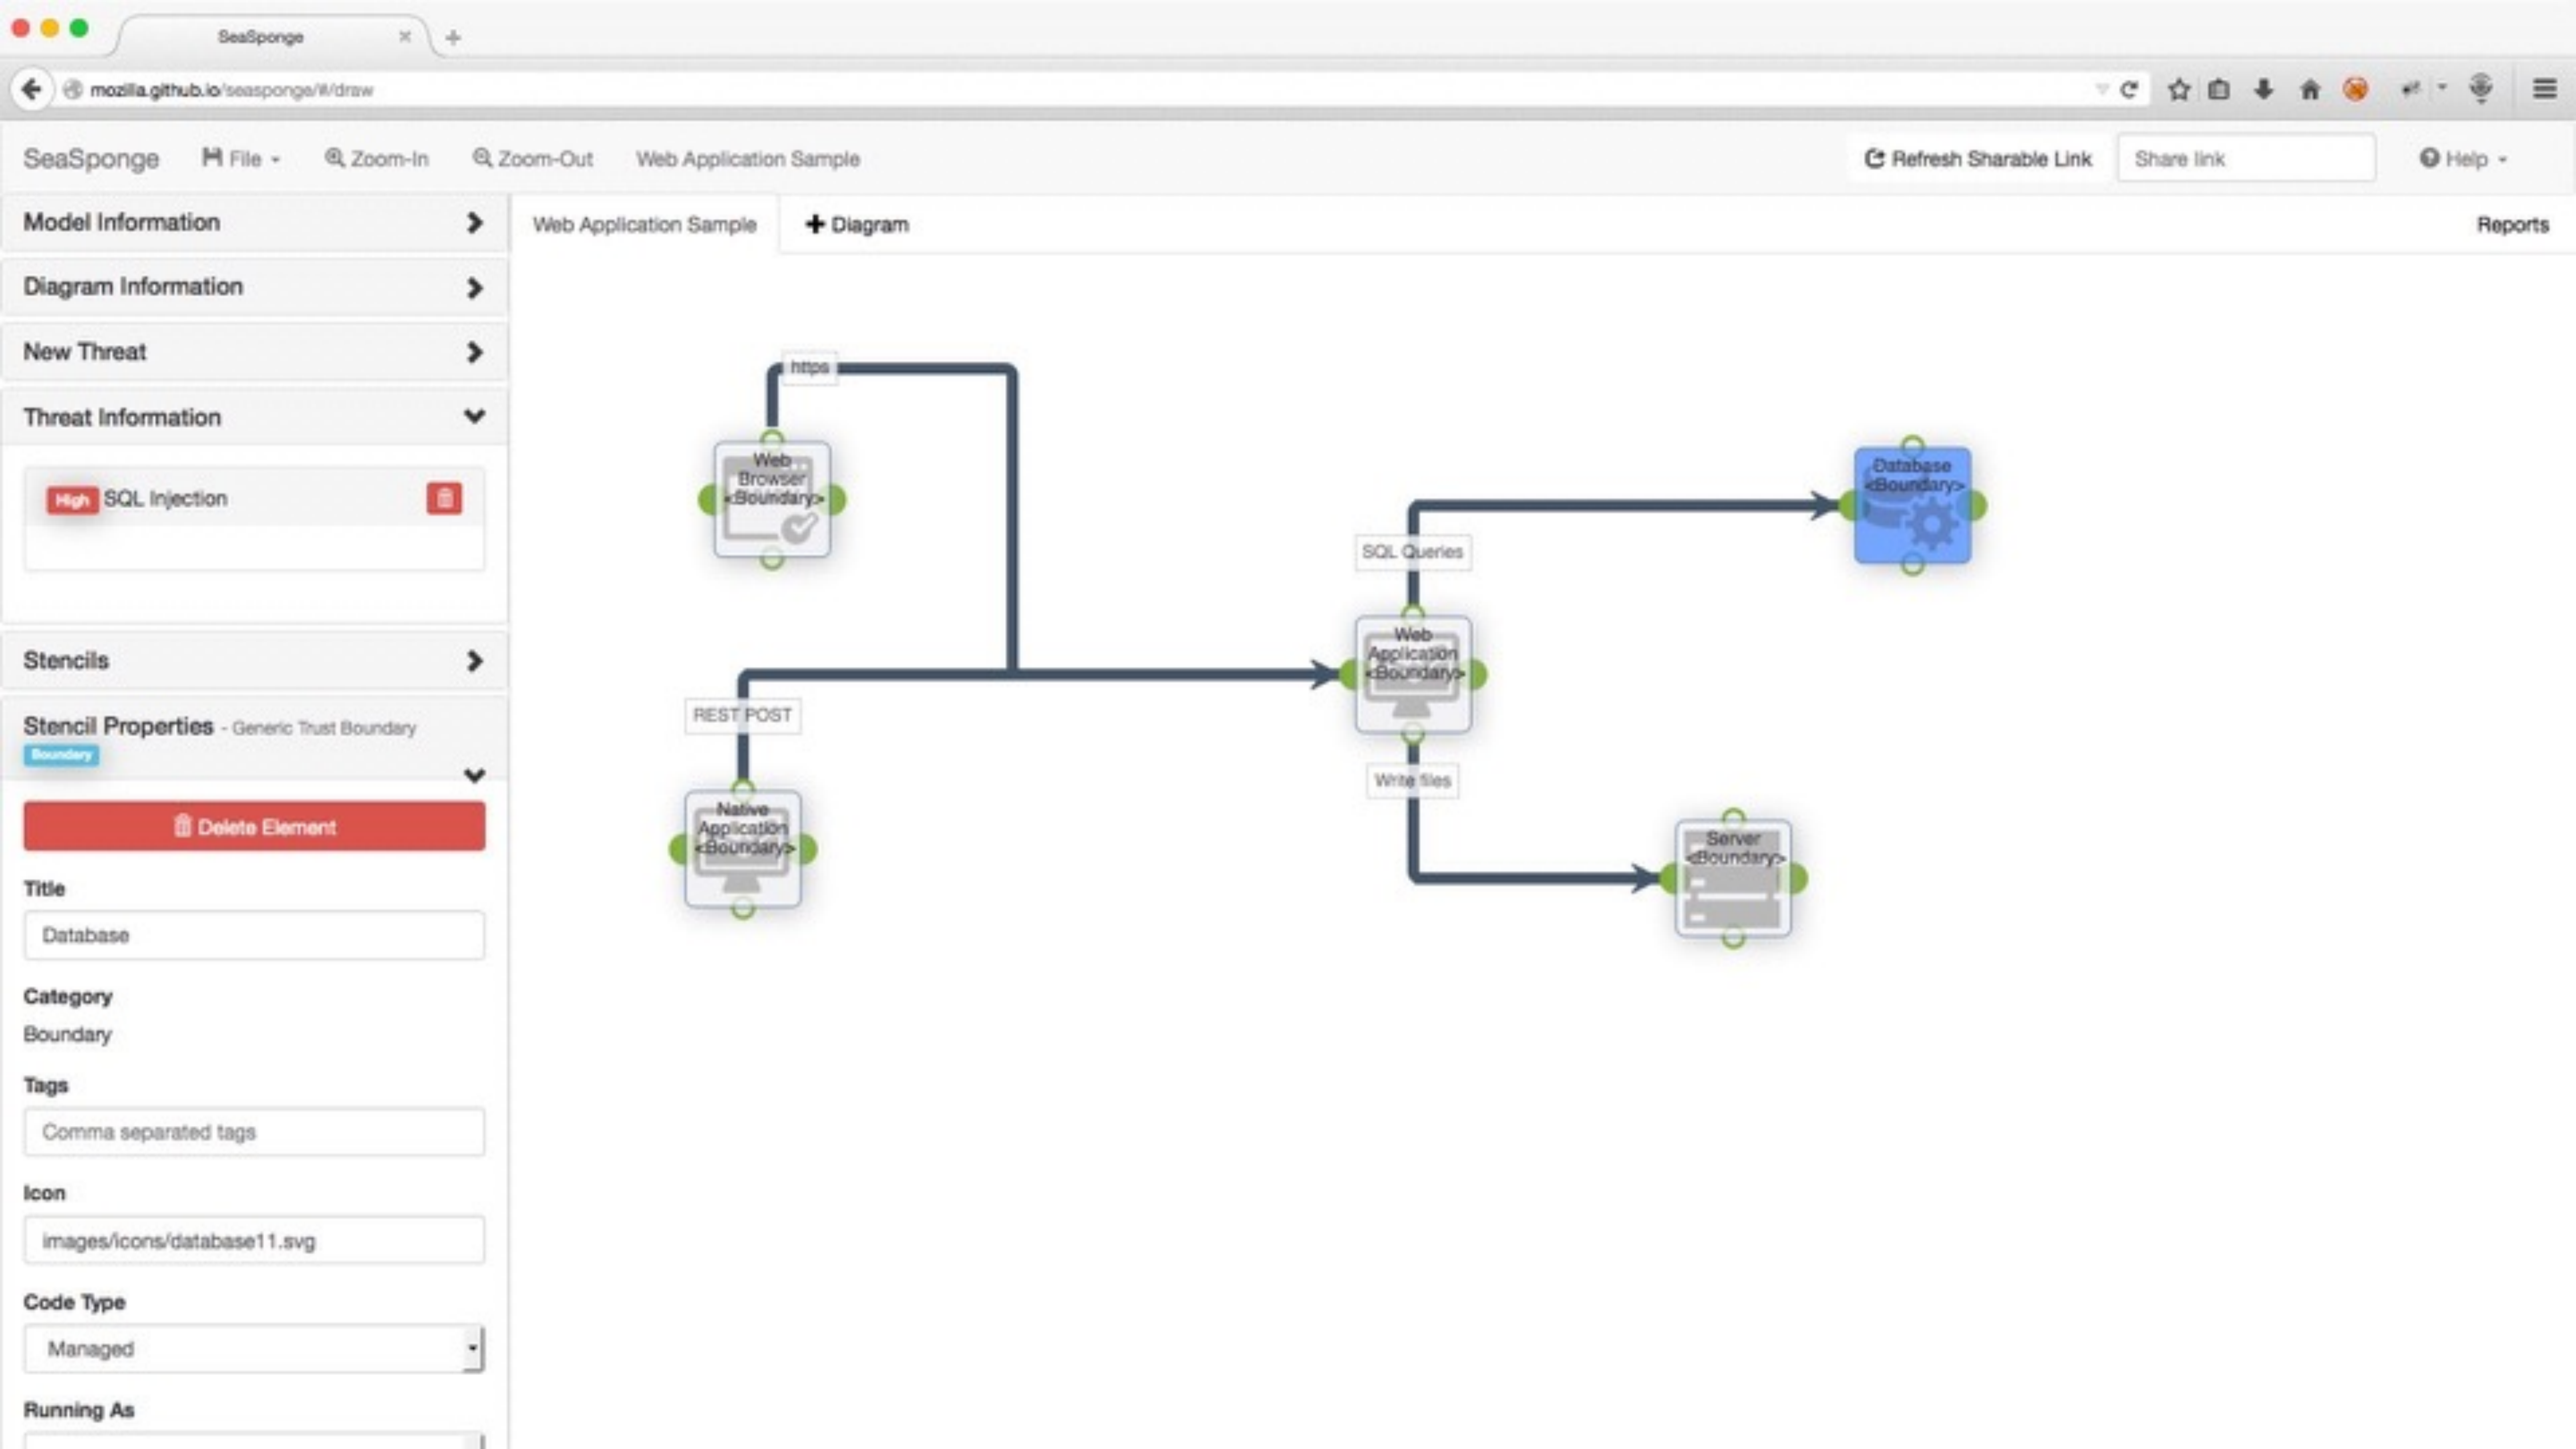 SeaSponge
mozilla.github.io/seasponge/#/draw
SeaSponge File Zoom-In Zoom-Out Web Application Sample Refresh Sharable Link Share link Help
Model Information
Diagram Information
New Threat
Threat Information
High SQL Injection
Stencils
Stencil Properties - Generic Trust Boundary
Boundary
Delete Element
Title
Database
Category
Boundary
Tags
Comma separated tags
Icon
images/icons/database11.svg
Code Type
Managed
Running As
Web Application Sample + Diagram Reports
https
Web
Browser
<Boundary>
REST POST
Native
Application
<Boundary>
SQL Queries
Web
Application
<Boundary>
Write files
Database
<Boundary>
Server
<Boundary>